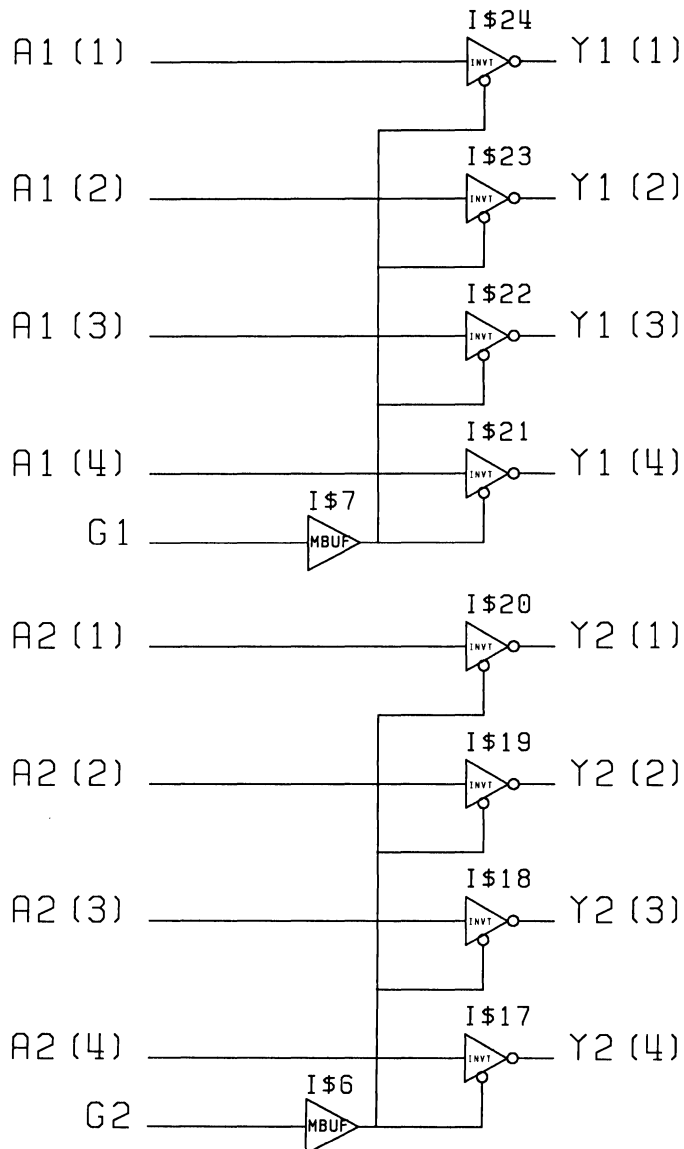 I$24
A1(1) INVT Y1(1)
I$23
A1(2) INVT Y1(2)
I$22
A1(3) INVT Y1(3)
I$21
A1(4) INVT Y1(4)
I$7
G1 MBUF
I$20
A2(1) INVT Y2(1)
I$19
A2(2) INVT Y2(2)
I$18
A2(3) INVT Y2(3)
I$17
A2(4) INVT Y2(4)
I$6
G2 MBUF